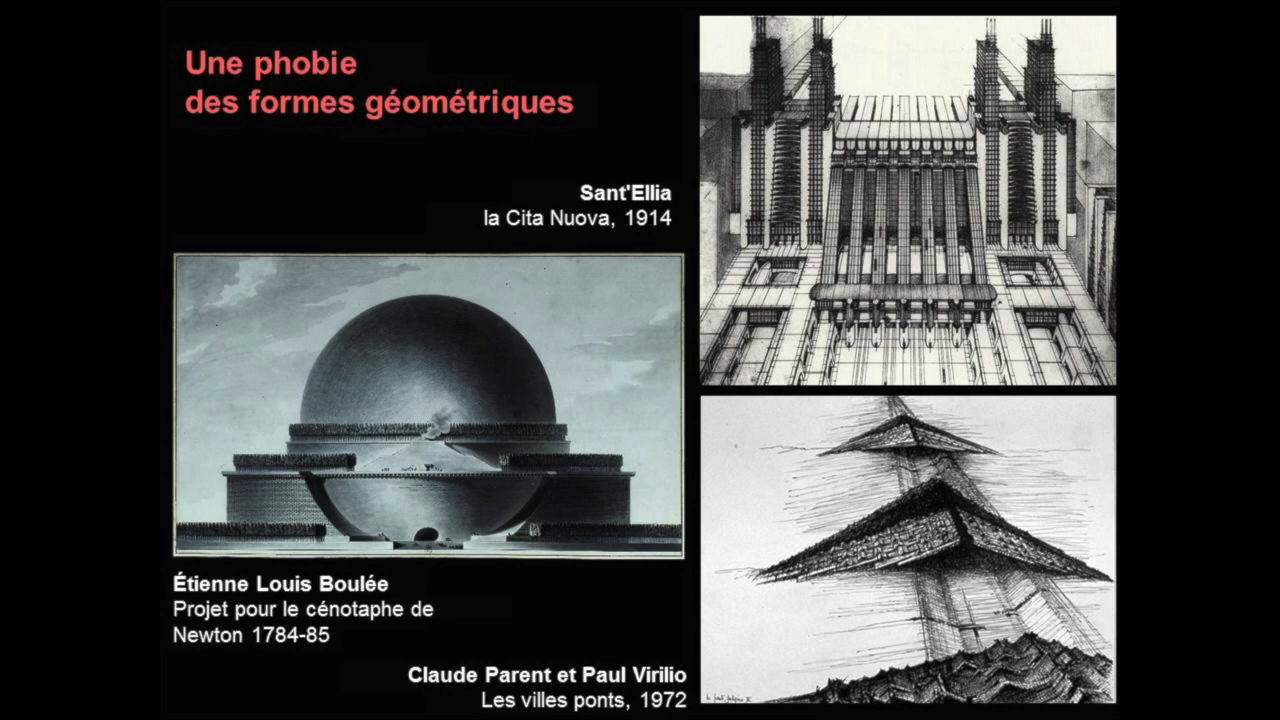 Une phobie
des formes géométriques
Sant'Ellia
la Cita Nuova, 1914
Étienne Louis Boulée
Projet pour le cénotaphe de
Newton 1784-85
Claude Parent et Paul Virilio
Les villes ponts, 1972